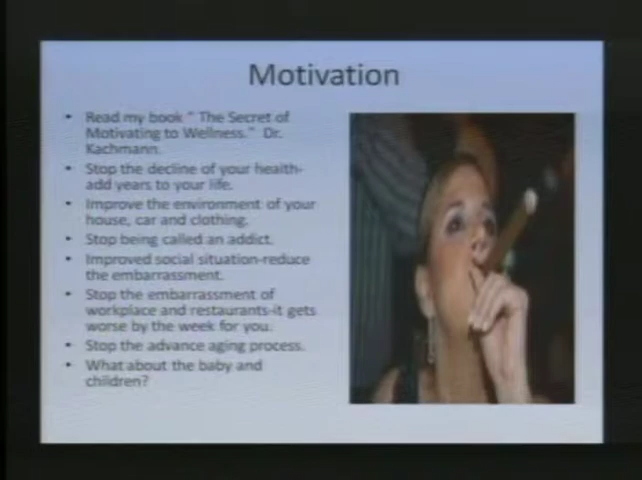 Motivation
• Read my book " The Secret of
Motivating to Wellness." Dr.
Kachmann.
• Stop the decline of your health-
add years to your life.
• Improve the environment of your
house, car and clothing.
• Stop being called an addict.
• Improved social situation-reduce
the embarrassment.
• Stop the embarrassment of
workplace and restaurants-it gets
worse by the week for you.
• Stop the advance aging process.
• What about the baby and
children?